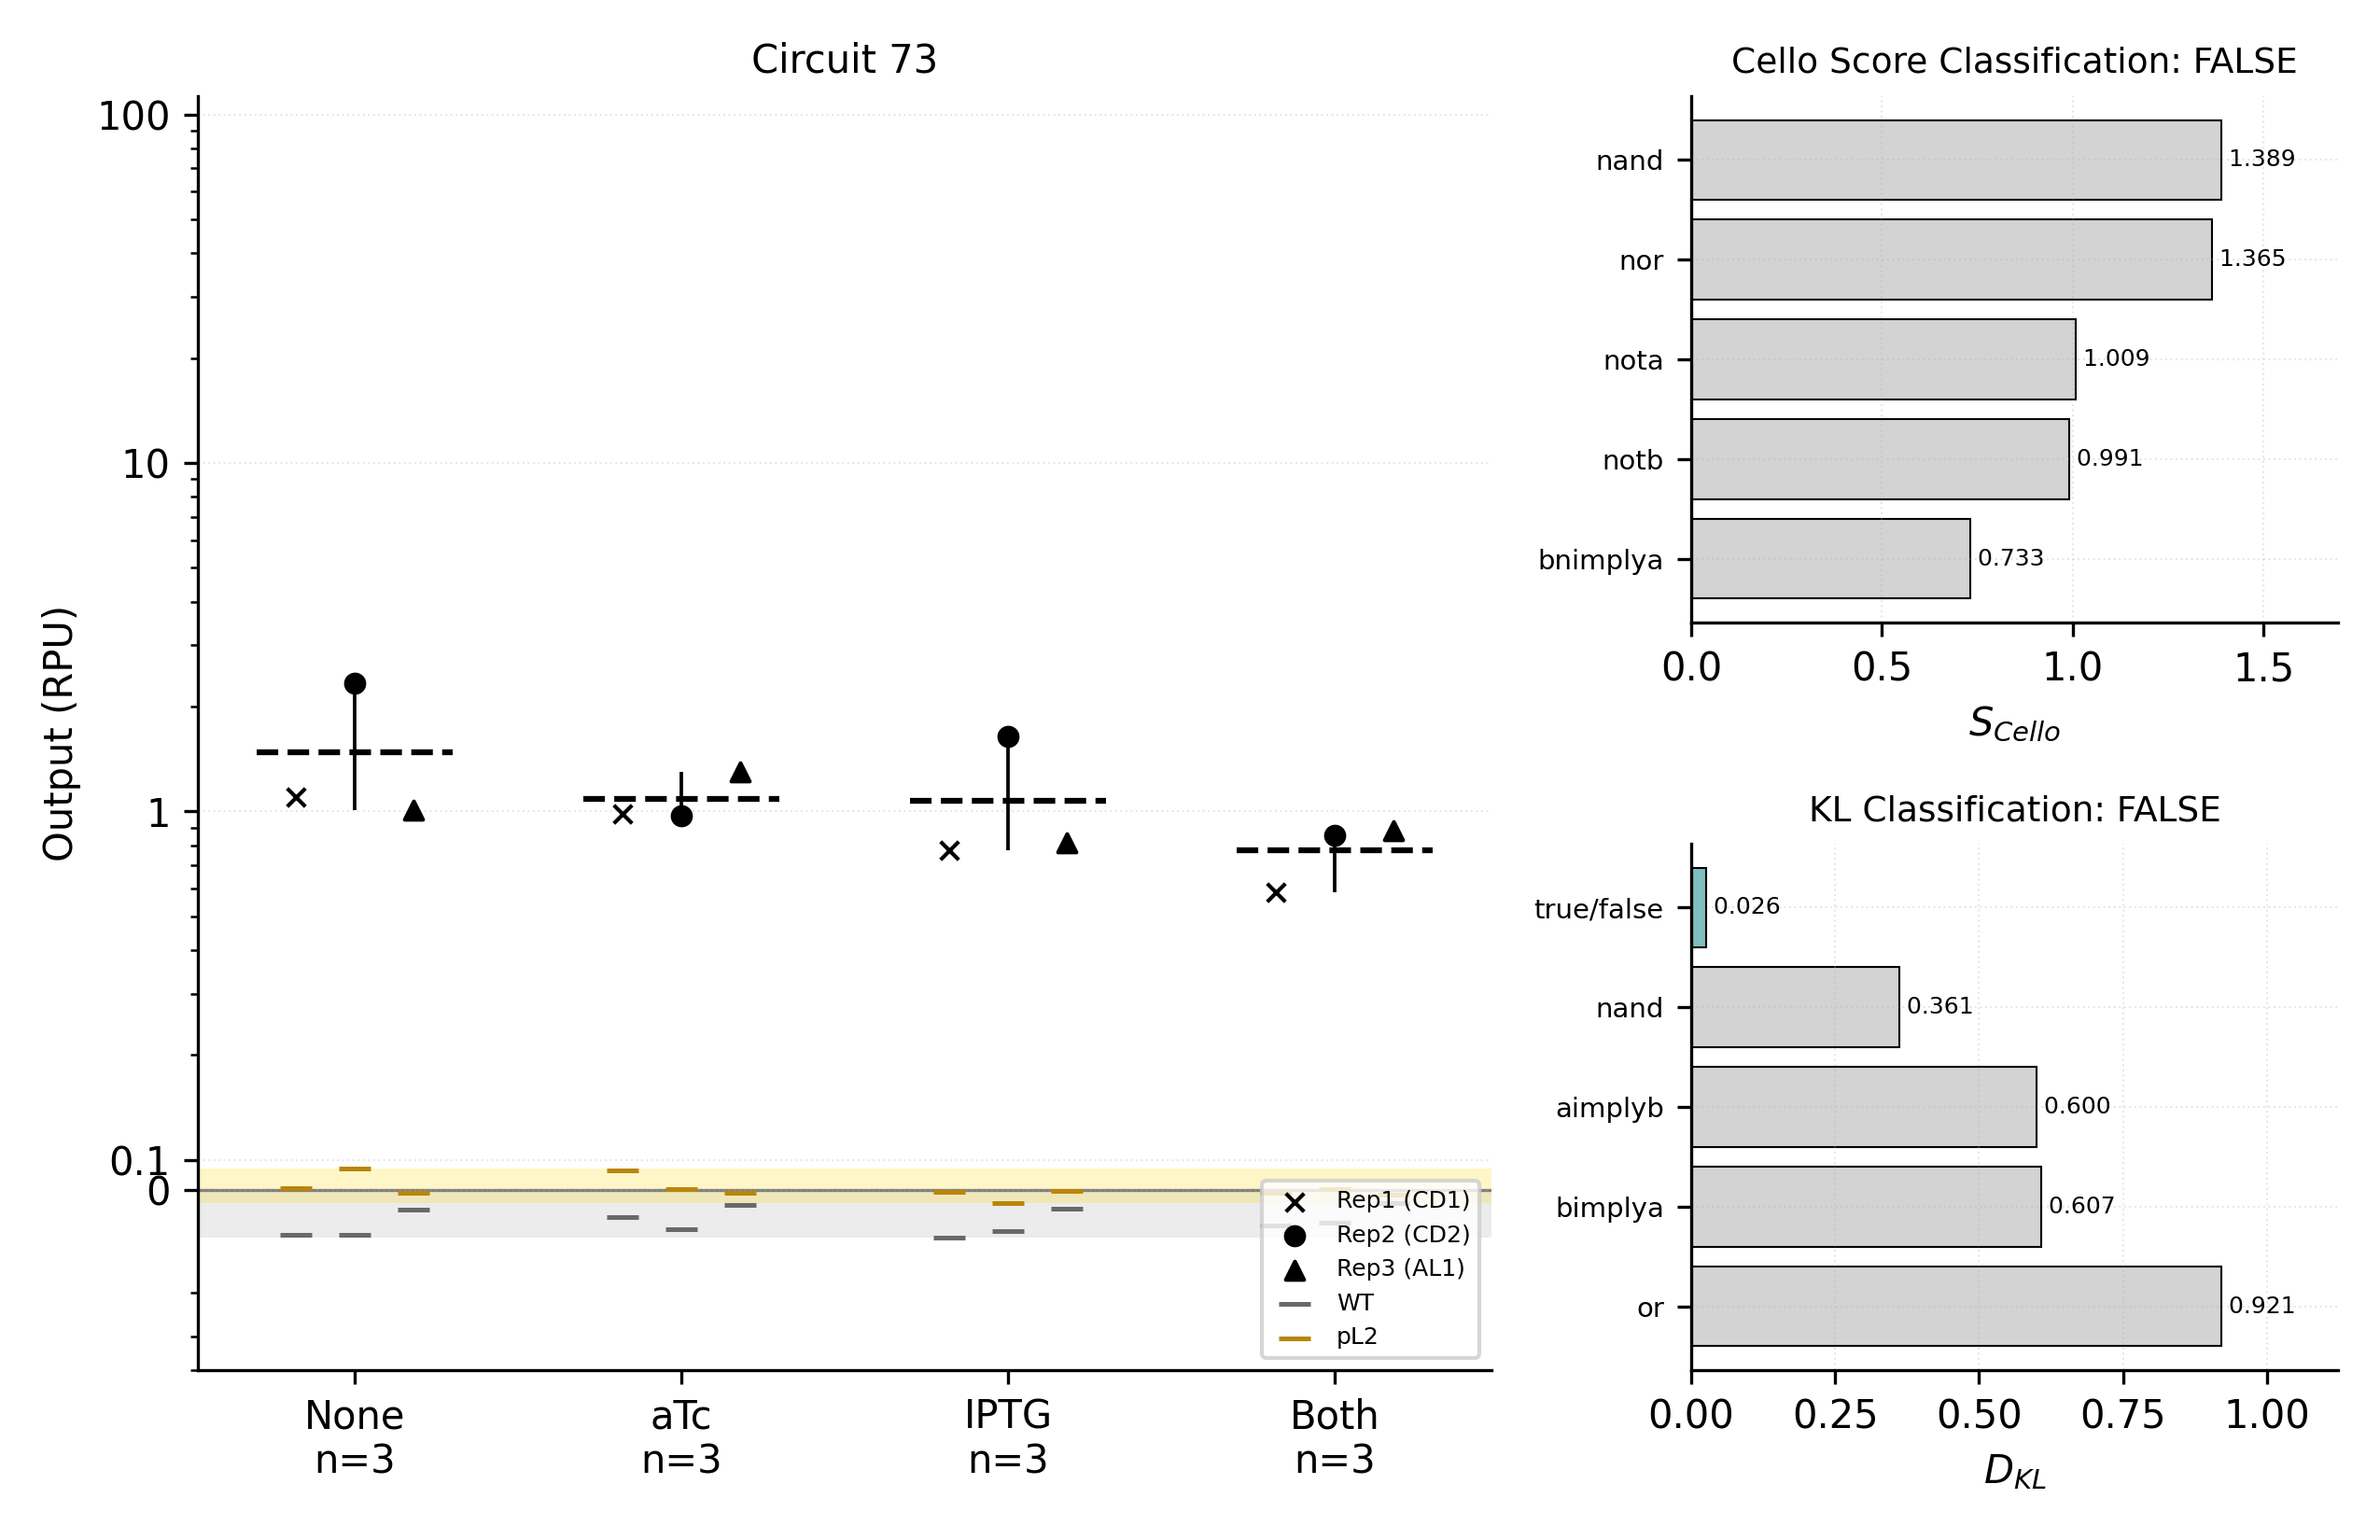 Circuit 73
Output (RPU)
100
10
1
0.1
0
None
n=3
aTc
n=3
IPTG
n=3
Both
n=3
Rep1 (CD1)
Rep2 (CD2)
Rep3 (AL1)
WT
pL2
Cello Score Classification: FALSE
nand
1.389
nor
1.365
nota
1.009
notb
0.991
bnimplya
0.733
0.0 0.5 1.0 1.5
S_Cello
KL Classification: FALSE
true/false
0.026
nand
0.361
aimplyb
0.600
bimplya
0.607
or
0.921
0.00 0.25 0.50 0.75 1.00
D_KL